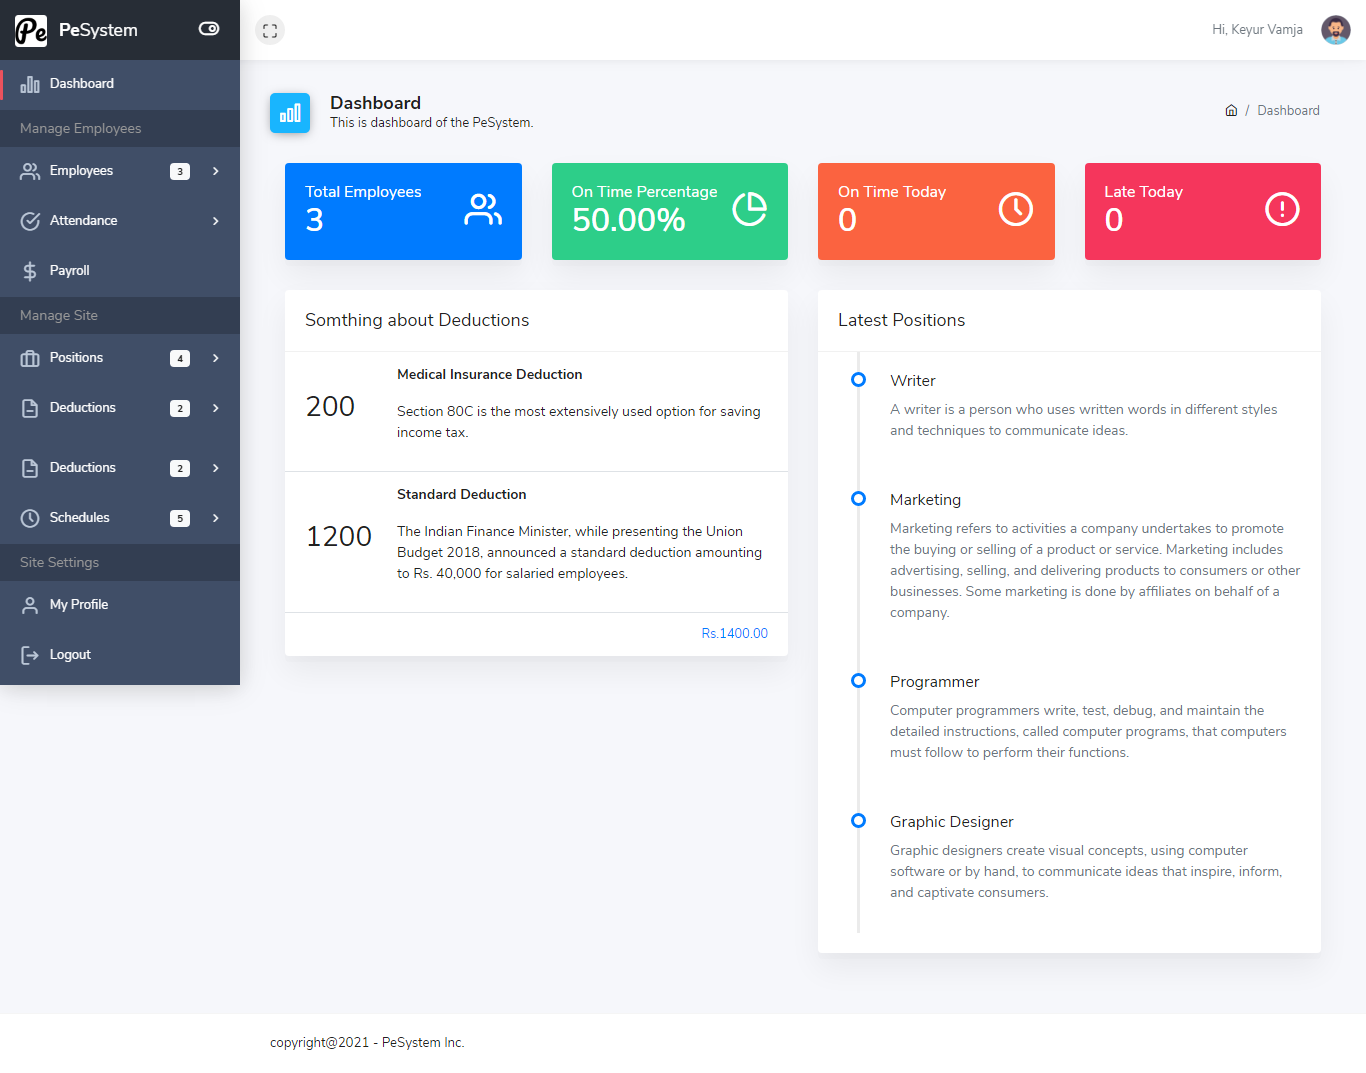 Pe PeSystem
Hi, Keyur Vamja
Dashboard
Manage Employees
Employees 3
Attendance
Payroll
Manage Site
Positions 4
Deductions 2
Deductions 2
Schedules 5
Site Settings
My Profile
Logout
Dashboard
This is dashboard of the PeSystem.
/ Dashboard
Total Employees
3
On Time Percentage
50.00%
On Time Today
0
Late Today
0
Somthing about Deductions
200
Medical Insurance Deduction
Section 80C is the most extensively used option for saving
income tax.
1200
Standard Deduction
The Indian Finance Minister, while presenting the Union
Budget 2018, announced a standard deduction amounting
to Rs. 40,000 for salaried employees.
Rs.1400.00
Latest Positions
Writer
A writer is a person who uses written words in different styles
and techniques to communicate ideas.
Marketing
Marketing refers to activities a company undertakes to promote
the buying or selling of a product or service. Marketing includes
advertising, selling, and delivering products to consumers or other
businesses. Some marketing is done by affiliates on behalf of a
company.
Programmer
Computer programmers write, test, debug, and maintain the
detailed instructions, called computer programs, that computers
must follow to perform their functions.
Graphic Designer
Graphic designers create visual concepts, using computer
software or by hand, to communicate ideas that inspire, inform,
and captivate consumers.
copyright@2021 - PeSystem Inc.